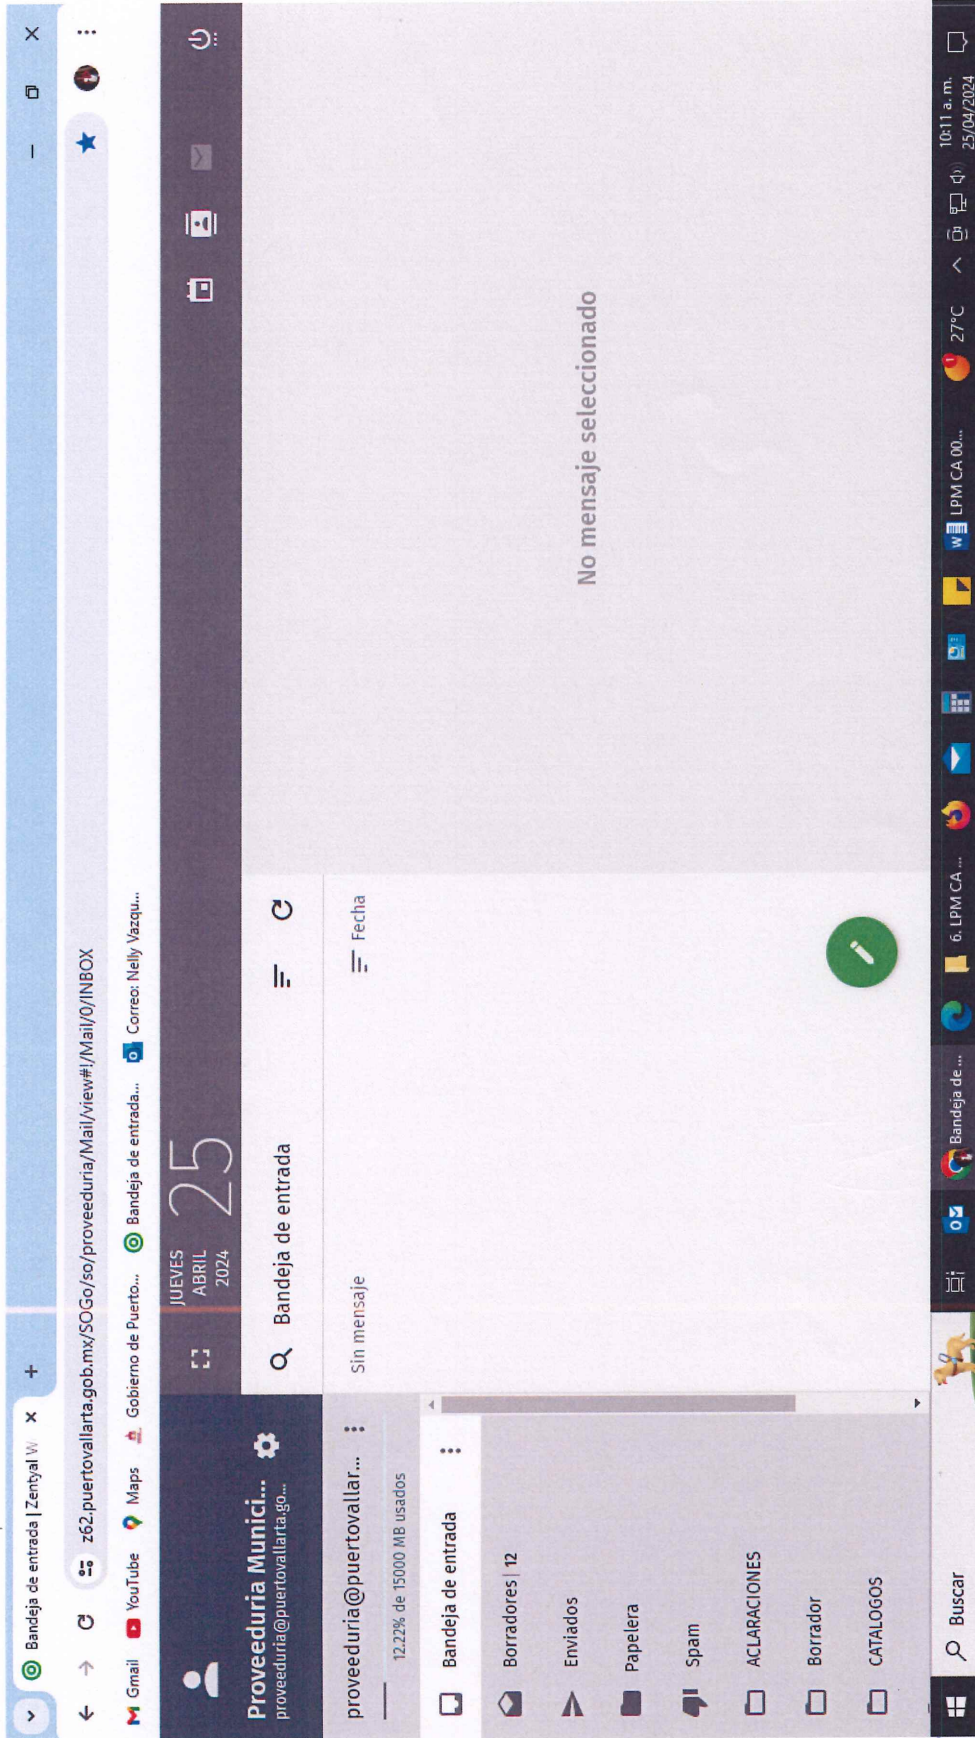 Bandeja de entrada | Zentyal W
z62.puertovallarta.gob.mx/SOGo/so/proveeduria/Mail/view#!/Mail/0/INBOX
Gmail
YouTube
Maps
Gobierno de Puerto...
Bandeja de entrada...
Correo: Nelly Vazqu...
JUEVES
ABRIL
2024
25
Proveeduria Munici...
proveeduria@puertovallarta.go...
Bandeja de entrada
proveeduria@puertovallar...
12.22% de 15000 MB usados
Sin mensaje
Fecha
Bandeja de entrada
Borradores | 12
Enviados
Papelera
Spam
ACLARACIONES
Borrador
CATALOGOS
No mensaje seleccionado
Buscar
Bandeja de ...
6. LPM CA ...
LPM CA 00...
27°C
10:11 a. m.
25/04/2024